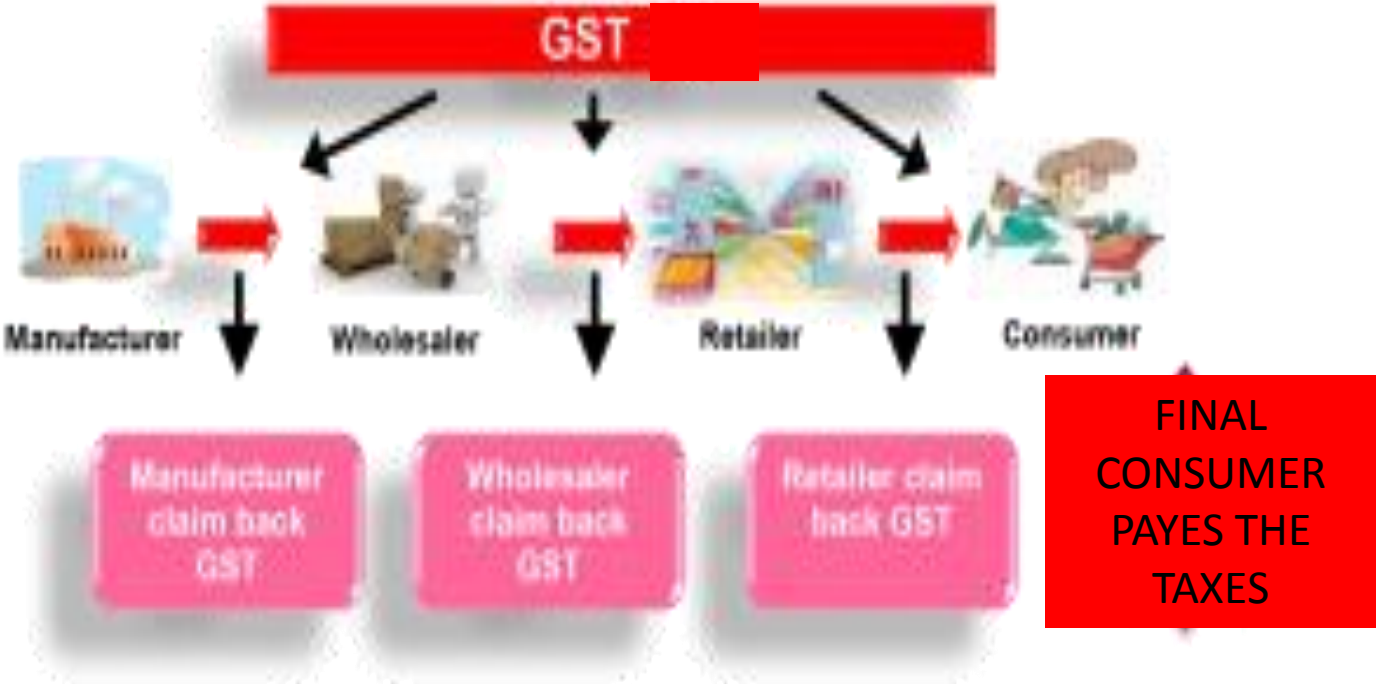 GST
Manufacturer
Wholesaler
Retailer
Consumer
Manufacturer
claim back
GST
Wholesaler
claim back
GST
Retailer claim
back GST
FINAL
CONSUMER
PAYES THE
TAXES